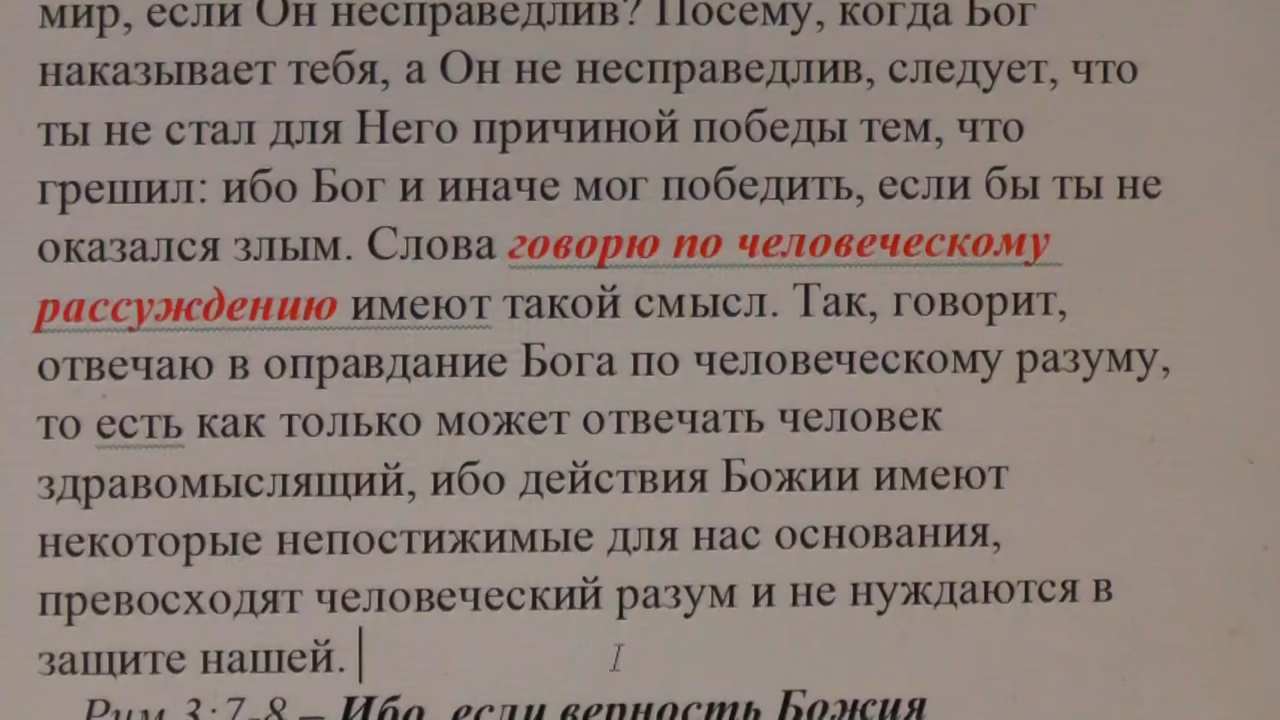 мир, если Он несправедлив? Посему, когда Бог
наказывает тебя, а Он не несправедлив, следует, что
ты не стал для Него причиной победы тем, что
грешил: ибо Бог и иначе мог победить, если бы ты не
оказался злым. Слова говорю по человеческому
рассуждению имеют такой смысл. Так, говорит,
отвечаю в оправдание Бога по человеческому разуму,
то есть как только может отвечать человек
здравомыслящий, ибо действия Божии имеют
некоторые непостижимые для нас основания,
превосходят человеческий разум и не нуждаются в
защите нашей.
Рим 3:7-8 – Ибо, если верность Божия